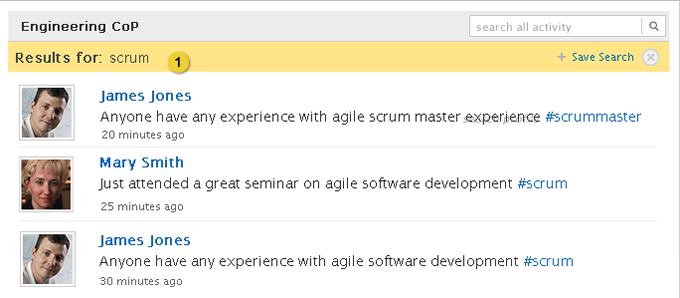 Engineering CoP
search all activity
Results for: scrum
1
+ Save Search
James Jones
Anyone have any experience with agile scrum master experience #scrummaster
20 minutes ago
Mary Smith
Just attended a great seminar on agile software development #scrum
25 minutes ago
James Jones
Anyone have any experience with agile software development #scrum
30 minutes ago